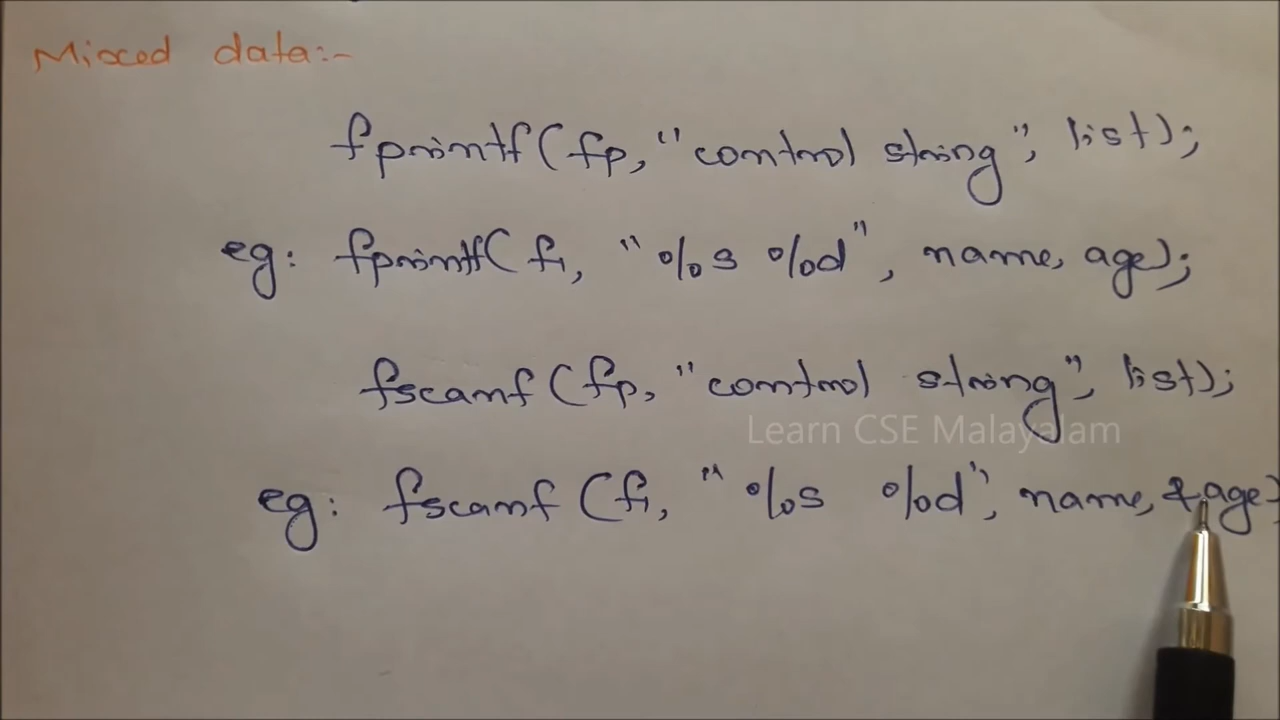 Mixed data:-
fprintf(fp, "control string", list);
eg: fprintf(f1, "%s %d", name, age);
fscanf(fp, "control string", list);
Learn CSE Malayalam
eg: fscanf(f1, "%s %d", name, &age)